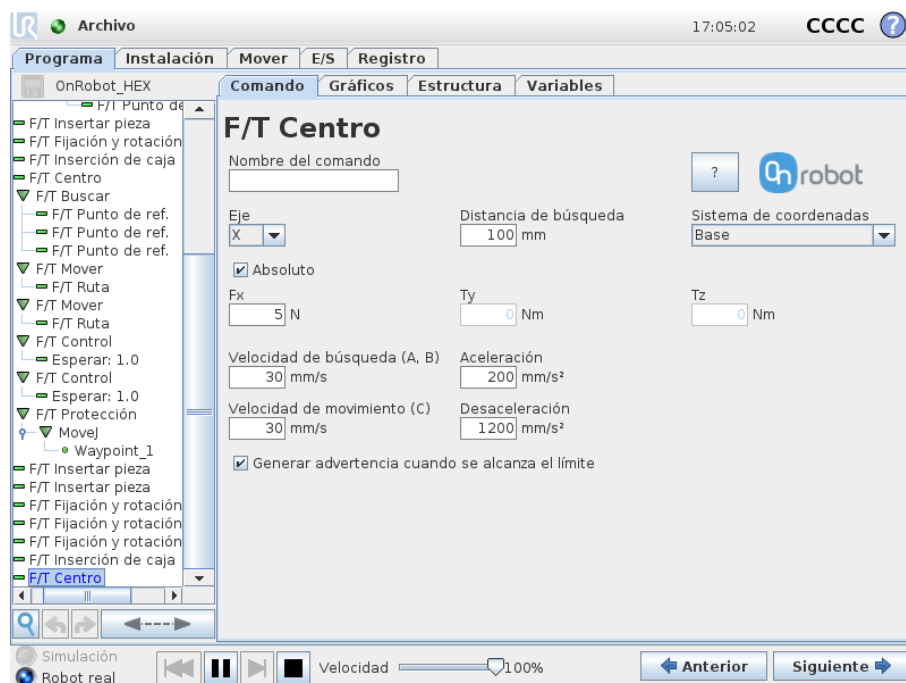 UR Archivo 17:05:02 CCCC ?
Programa Instalación Mover E/S Registro
OnRobot_HEX Comando Gráficos Estructura Variables
F/T Punto de
F/T Insertar pieza
F/T Fijación y rotación
F/T Inserción de caja
F/T Centro
F/T Buscar
F/T Punto de ref.
F/T Punto de ref.
F/T Punto de ref.
F/T Mover
F/T Ruta
F/T Mover
F/T Ruta
F/T Control
Esperar: 1.0
F/T Control
Esperar: 1.0
F/T Protección
MoveJ
Waypoint_1
F/T Insertar pieza
F/T Insertar pieza
F/T Fijación y rotación
F/T Fijación y rotación
F/T Fijación y rotación
F/T Inserción de caja
F/T Centro
F/T Centro
Nombre del comando
? On robot
Eje Distancia de búsqueda Sistema de coordenadas
X 100 mm Base
Absoluto
Fx Ty Tz
5 N 0 Nm 0 Nm
Velocidad de búsqueda (A, B) Aceleración
30 mm/s 200 mm/s²
Velocidad de movimiento (C) Desaceleración
30 mm/s 1200 mm/s²
Generar advertencia cuando se alcanza el límite
Simulación
Robot real
Velocidad 100% Anterior Siguiente